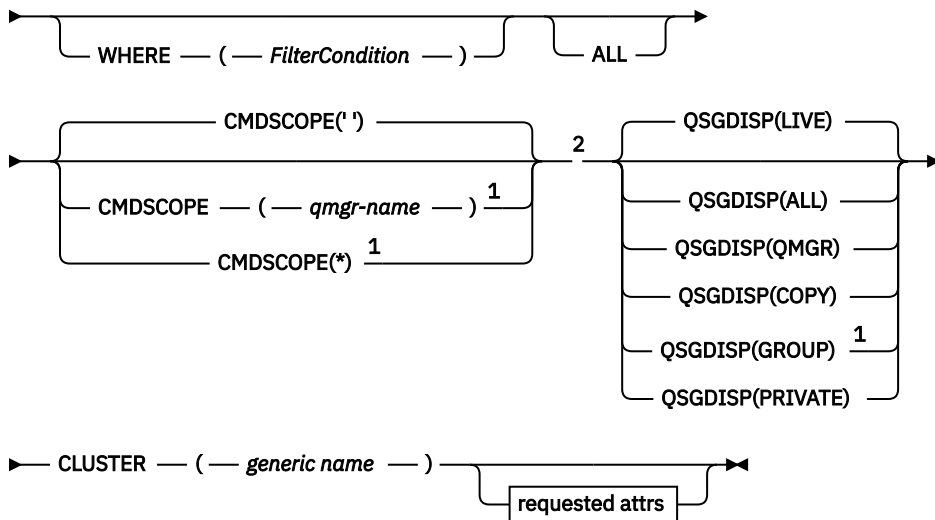 WHERE ( FilterCondition ) ALL
CMDSCOPE(' ')
CMDSCOPE ( qmgr-name ) 1
CMDSCOPE(*) 1
2
QSGDISP(LIVE)
QSGDISP(ALL)
QSGDISP(QMGR)
QSGDISP(COPY)
QSGDISP(GROUP) 1
QSGDISP(PRIVATE)
CLUSTER ( generic name )
requested attrs